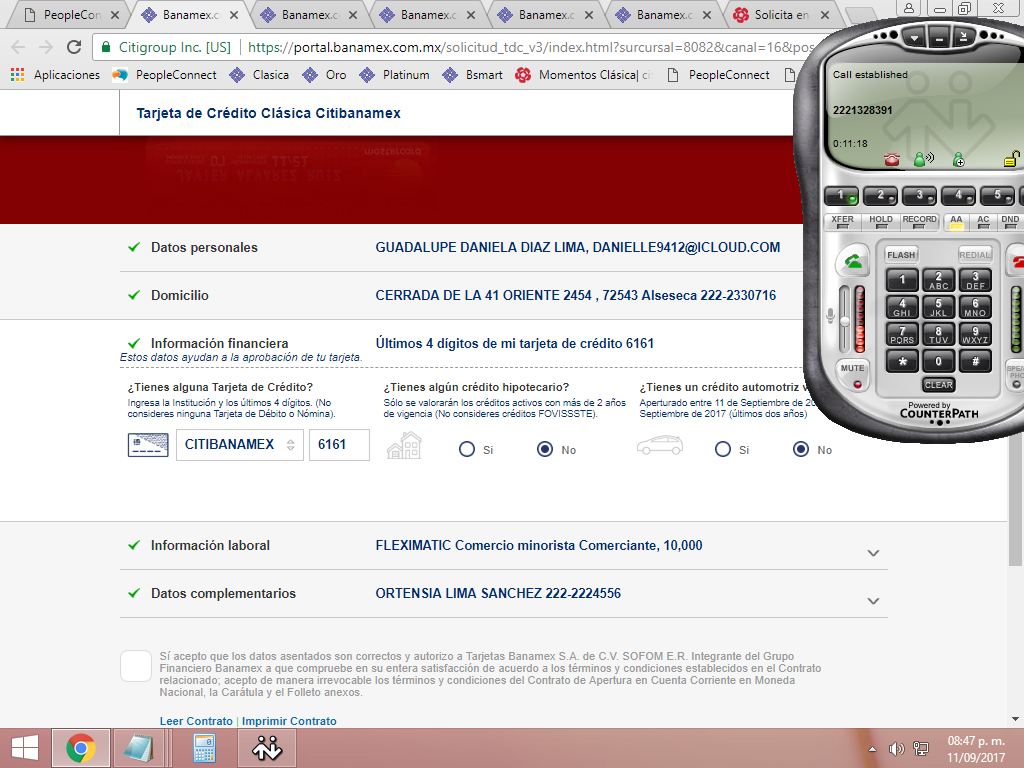 PeopleCon
Banamex.c
Banamex.c
Banamex.c
Banamex.c
Banamex.c
Solicita en
Citigroup Inc. [US]
https://portal.banamex.com.mx/solicitud_tdc_v3/index.html?surcursal=8082&canal=16&pos
Aplicaciones
PeopleConnect
Clasica
Oro
Platinum
Bsmart
Momentos Clásica| ci
PeopleConnect
Tarjeta de Crédito Clásica Citibanamex
Datos personales
GUADALUPE DANIELA DIAZ LIMA, DANIELLE9412@ICLOUD.COM
Domicilio
CERRADA DE LA 41 ORIENTE 2454 , 72543 Alseseca 222-2330716
Información financiera
Últimos 4 dígitos de mi tarjeta de crédito 6161
Estos datos ayudan a la aprobación de tu tarjeta.
¿Tienes alguna Tarjeta de Crédito?
Ingresa la Institución y los últimos 4 dígitos. (No
consideres ninguna Tarjeta de Débito o Nómina).
CITIBANAMEX
6161
¿Tienes algún crédito hipotecario?
Sólo se valorarán los créditos activos con más de 2 años
de vigencia (No consideres créditos FOVISSSTE).
Si
No
¿Tienes un crédito automotriz v
Aperturado entre 11 de Septiembre de 20
Septiembre de 2017 (últimos dos años)
Si
No
Información laboral
FLEXIMATIC Comercio minorista Comerciante, 10,000
Datos complementarios
ORTENSIA LIMA SANCHEZ 222-2224556
Sí acepto que los datos asentados son correctos y autorizo a Tarjetas Banamex S.A. de C.V. SOFOM E.R. Integrante del Grupo
Financiero Banamex a que compruebe en su entera satisfacción de acuerdo a los términos y condiciones establecidos en el Contrato
relacionado; acepto de manera irrevocable los términos y condiciones del Contrato de Apertura en Cuenta Corriente en Moneda
Nacional, la Carátula y el Folleto anexos.
Leer Contrato | Imprimir Contrato
Call established
2221328391
0:11:18
1 2 3 4 5
XFER HOLD RECORD AA AC DND
FLASH REDIAL
1 2 ABC 3 DEF
4 GHI 5 JKL 6 MNO
7 PQRS 8 TUV 9 WXYZ
* 0 #
MUTE
CLEAR
Powered by
COUNTERPATH
08:47 p. m.
11/09/2017